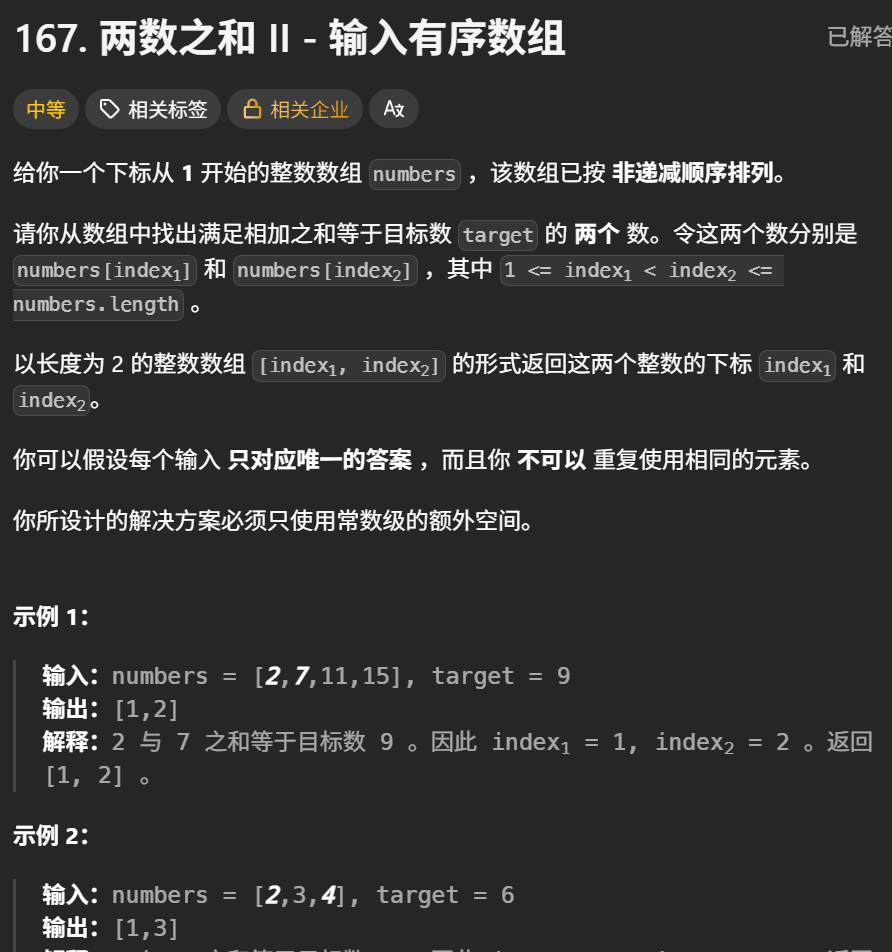 167. 两数之和 II - 输入有序数组
已解答
中等 相关标签 相关企业
给你一个下标从 1 开始的整数数组 numbers ，该数组已按 非递减顺序排列。
请你从数组中找出满足相加之和等于目标数 target 的 两个 数。令这两个数分别是
numbers[index₁] 和 numbers[index₂] ，其中 1 <= index₁ < index₂ <=
numbers.length 。
以长度为 2 的整数数组 [index₁, index₂] 的形式返回这两个整数的下标 index₁ 和
index₂。
你可以假设每个输入 只对应唯一的答案 ，而且你 不可以 重复使用相同的元素。
你所设计的解决方案必须只使用常数级的额外空间。
示例 1：
输入：numbers = [2,7,11,15], target = 9
输出：[1,2]
解释：2 与 7 之和等于目标数 9 。因此 index₁ = 1, index₂ = 2 。返回
[1, 2] 。
示例 2：
输入：numbers = [2,3,4], target = 6
输出：[1,3]